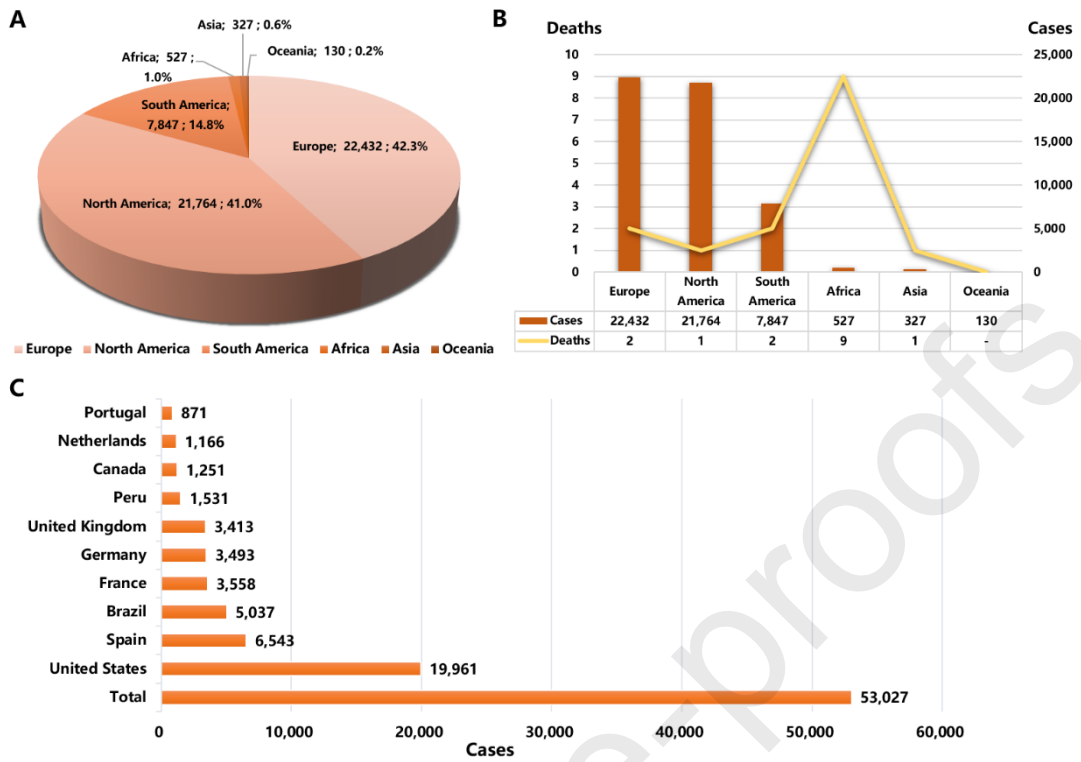 A
Asia; 327 ; 0.6%
Africa; 527 ;
1.0%
Oceania; 130 ; 0.2%
South America;
7,847 ; 14.8%
Europe; 22,432 ; 42.3%
North America; 21,764 ; 41.0%
Europe North America South America Africa Asia Oceania
B
Deaths Cases
10 25,000
9
8 20,000
7
6 15,000
5
4 10,000
3
2 5,000
1
0 0
Europe North America South America Africa Asia Oceania
Cases 22,432 21,764 7,847 527 327 130
Deaths 2 1 2 9 1 -
C
Portugal 871
Netherlands 1,166
Canada 1,251
Peru 1,531
United Kingdom 3,413
Germany 3,493
France 3,558
Brazil 5,037
Spain 6,543
United States 19,961
Total 53,027
0 10,000 20,000 30,000 40,000 50,000 60,000
Cases
e-proofs